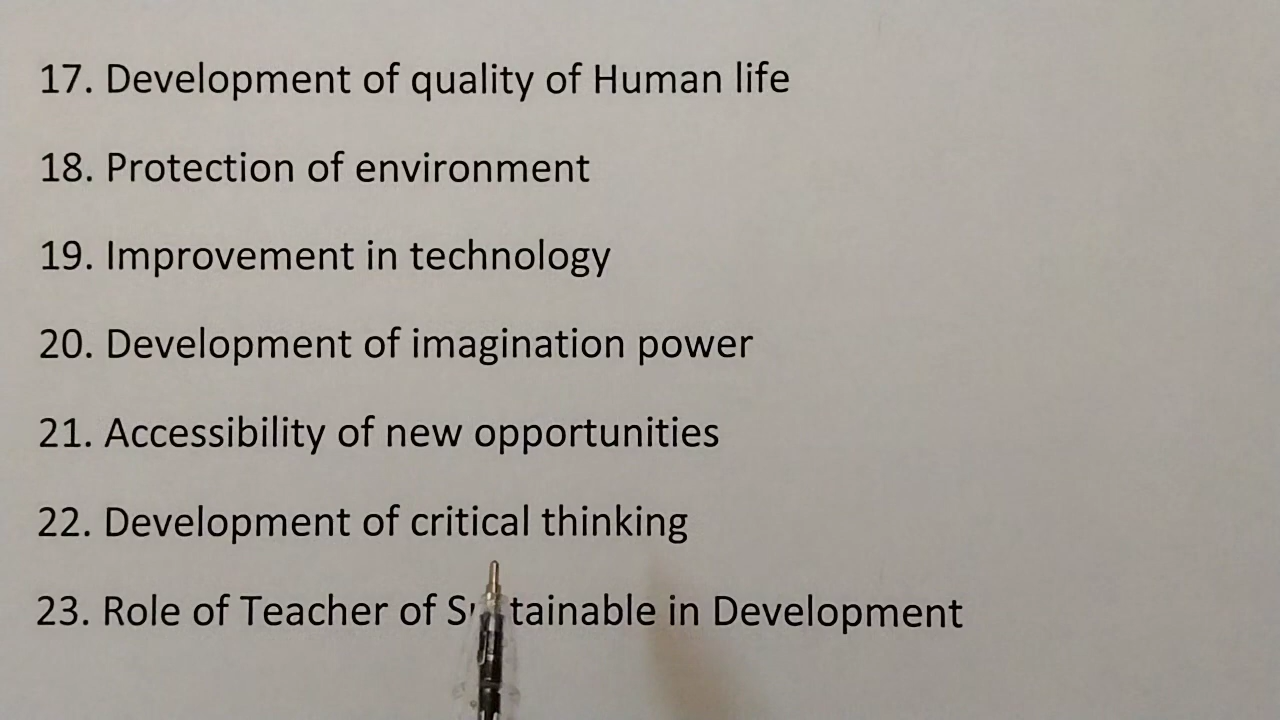 17. Development of quality of Human life
18. Protection of environment
19. Improvement in technology
20. Development of imagination power
21. Accessibility of new opportunities
22. Development of critical thinking
23. Role of Teacher of Sustainable in Development